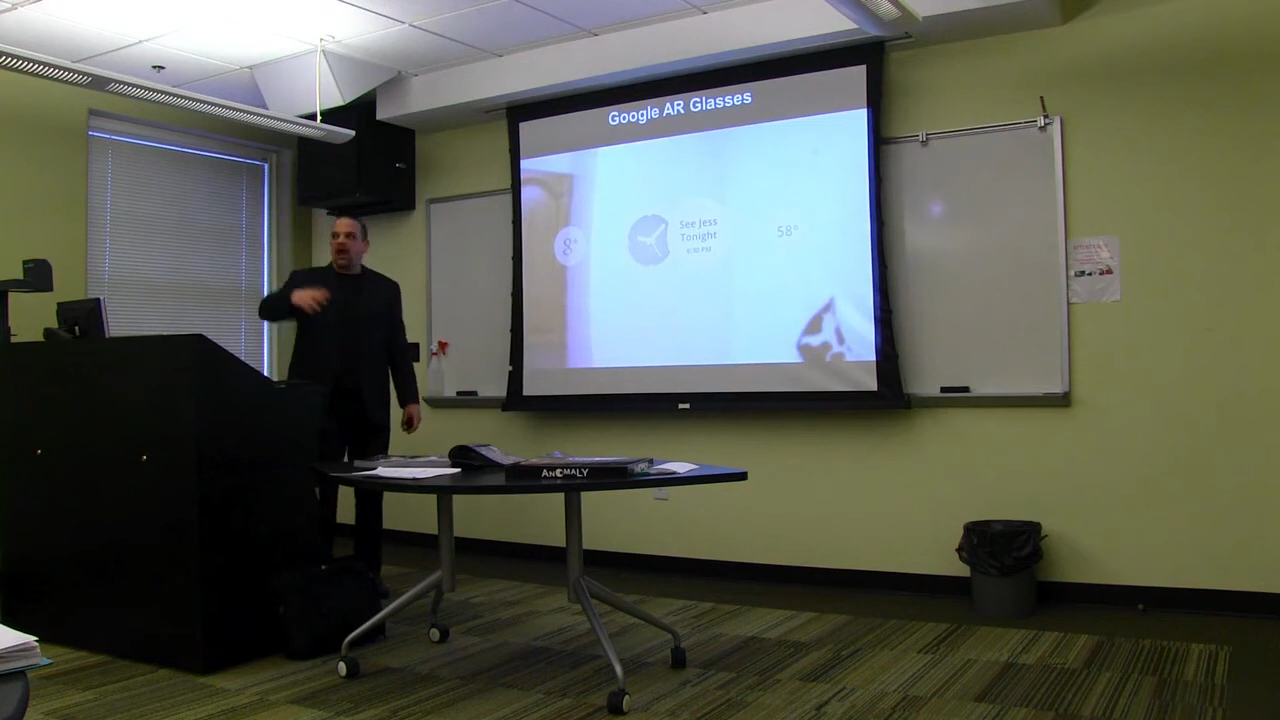 Google AR Glasses
See Jess
Tonight
6:30 PM
58°
g+
ANOMALY